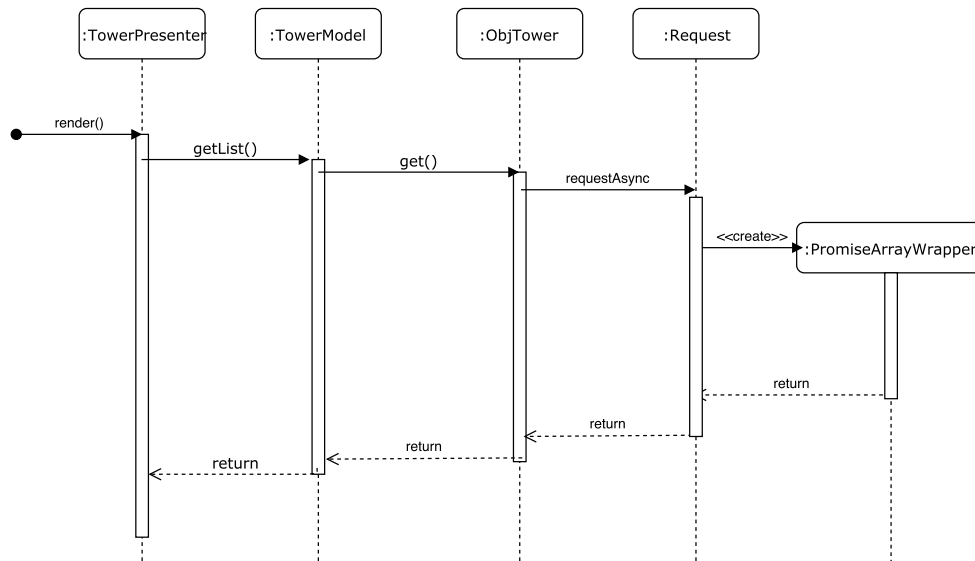 :TowerPresenter
:TowerModel
:ObjTower
:Request
render()
getList()
get()
requestAsync
<<create>>
:PromiseArrayWrapper
return
return
return
return